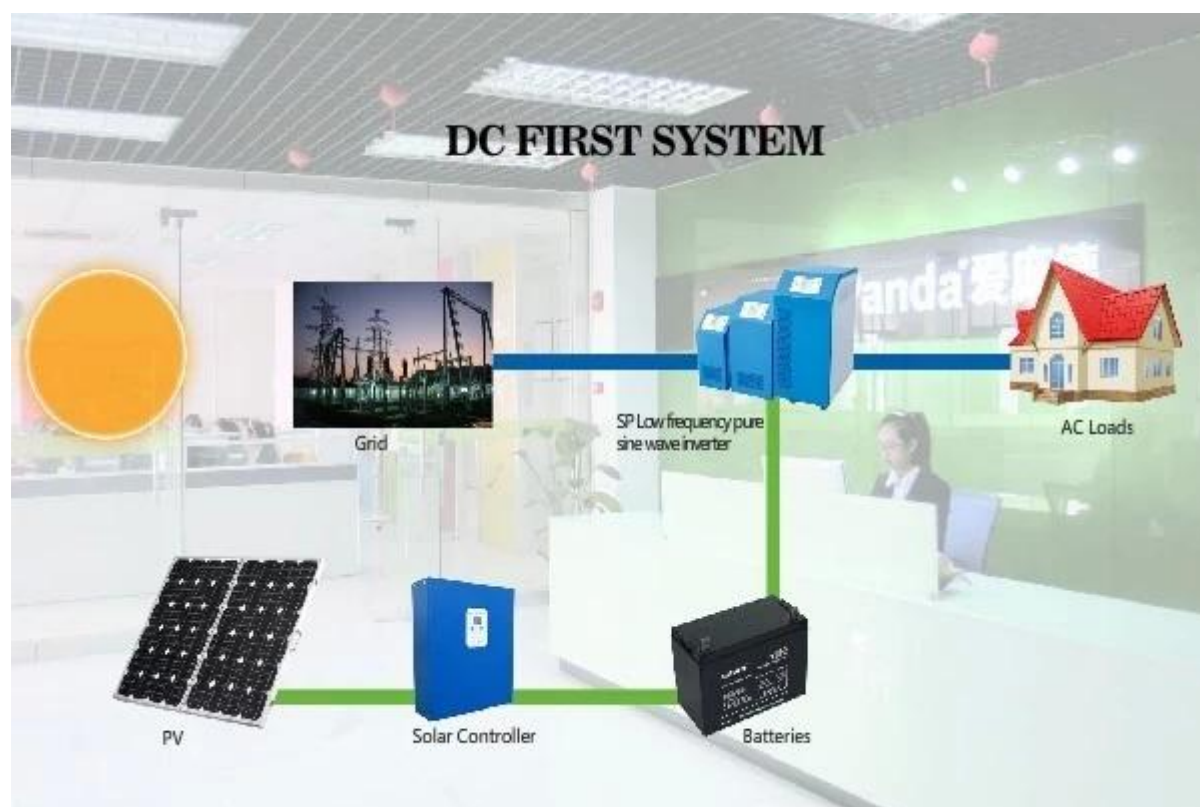 DC FIRST SYSTEM
Grid
SP Low frequency pure
sine wave inverter
AC Loads
PV
Solar Controller
Batteries